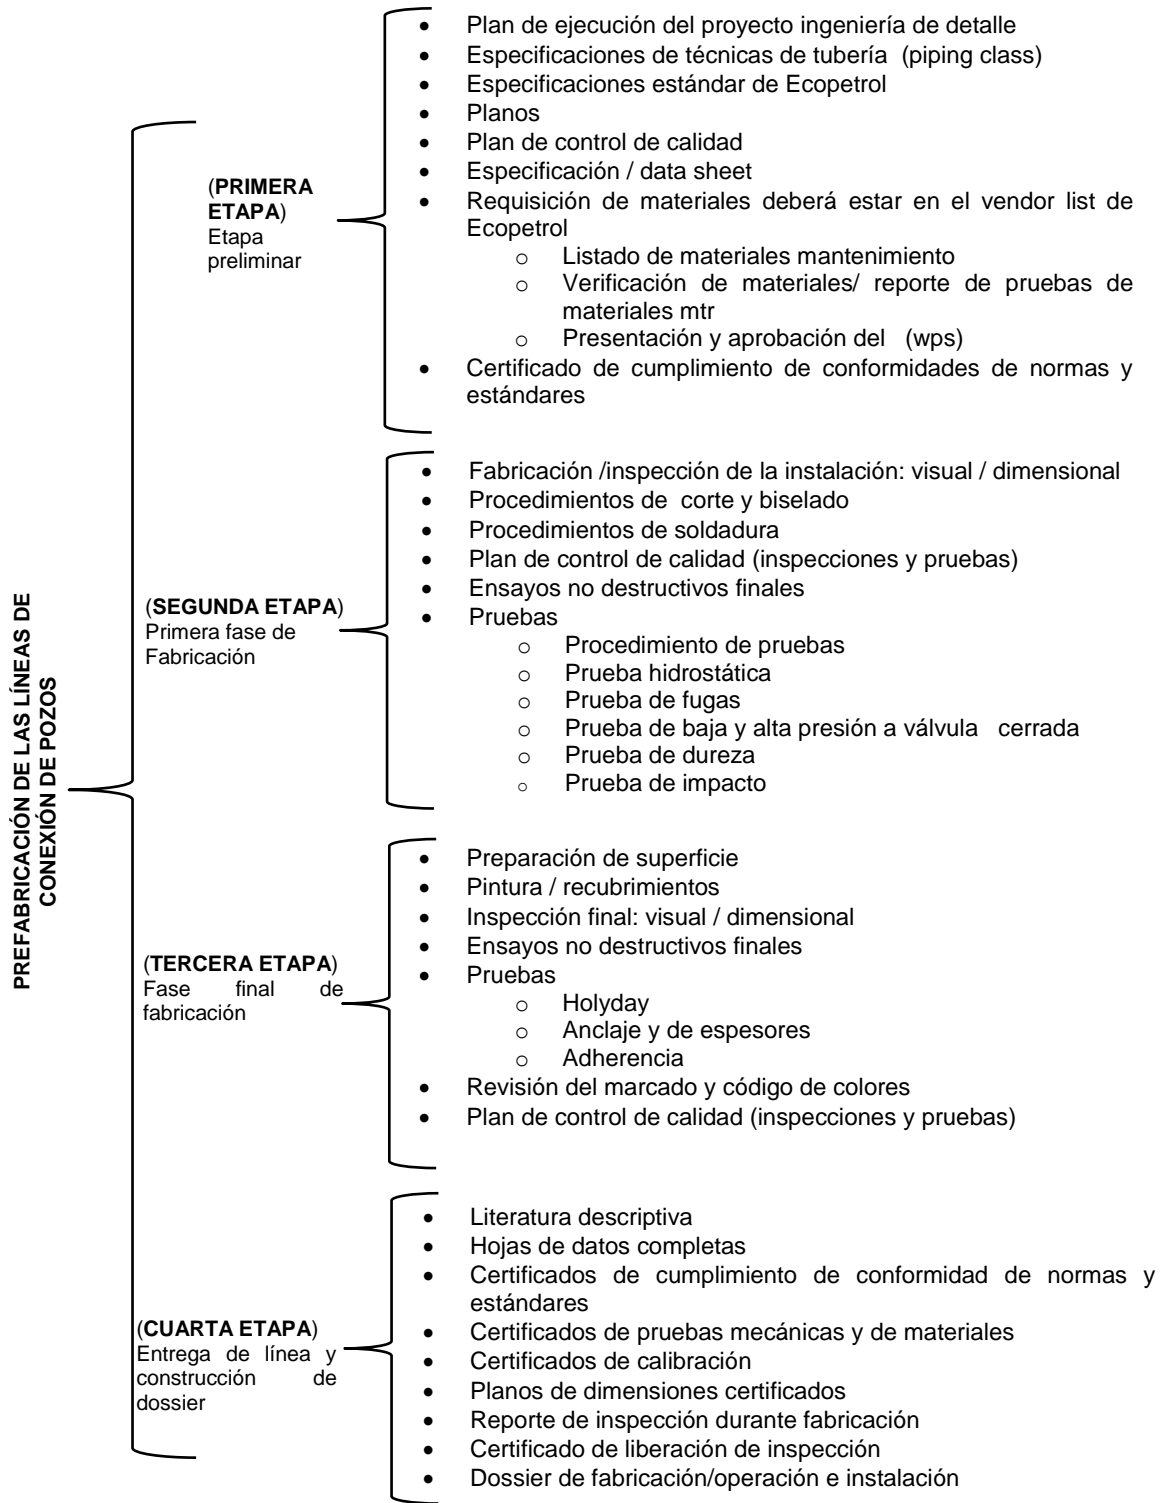 PREFABRICACIÓN DE LAS LÍNEAS DE
CONEXIÓN DE POZOS
(PRIMERA
ETAPA)
Etapa
preliminar
• Plan de ejecución del proyecto ingeniería de detalle
• Especificaciones de técnicas de tubería (piping class)
• Especificaciones estándar de Ecopetrol
• Planos
• Plan de control de calidad
• Especificación / data sheet
• Requisición de materiales deberá estar en el vendor list de
Ecopetrol
o Listado de materiales mantenimiento
o Verificación de materiales/ reporte de pruebas de
materiales mtr
o Presentación y aprobación del (wps)
• Certificado de cumplimiento de conformidades de normas y
estándares
(SEGUNDA ETAPA)
Primera fase de
Fabricación
• Fabricación /inspección de la instalación: visual / dimensional
• Procedimientos de corte y biselado
• Procedimientos de soldadura
• Plan de control de calidad (inspecciones y pruebas)
• Ensayos no destructivos finales
• Pruebas
o Procedimiento de pruebas
o Prueba hidrostática
o Prueba de fugas
o Prueba de baja y alta presión a válvula cerrada
o Prueba de dureza
o Prueba de impacto
(TERCERA ETAPA)
Fase final de
fabricación
• Preparación de superficie
• Pintura / recubrimientos
• Inspección final: visual / dimensional
• Ensayos no destructivos finales
• Pruebas
o Holyday
o Anclaje y de espesores
o Adherencia
• Revisión del marcado y código de colores
• Plan de control de calidad (inspecciones y pruebas)
(CUARTA ETAPA)
Entrega de línea y
construcción de
dossier
• Literatura descriptiva
• Hojas de datos completas
• Certificados de cumplimiento de conformidad de normas y
estándares
• Certificados de pruebas mecánicas y de materiales
• Certificados de calibración
• Planos de dimensiones certificados
• Reporte de inspección durante fabricación
• Certificado de liberación de inspección
• Dossier de fabricación/operación e instalación